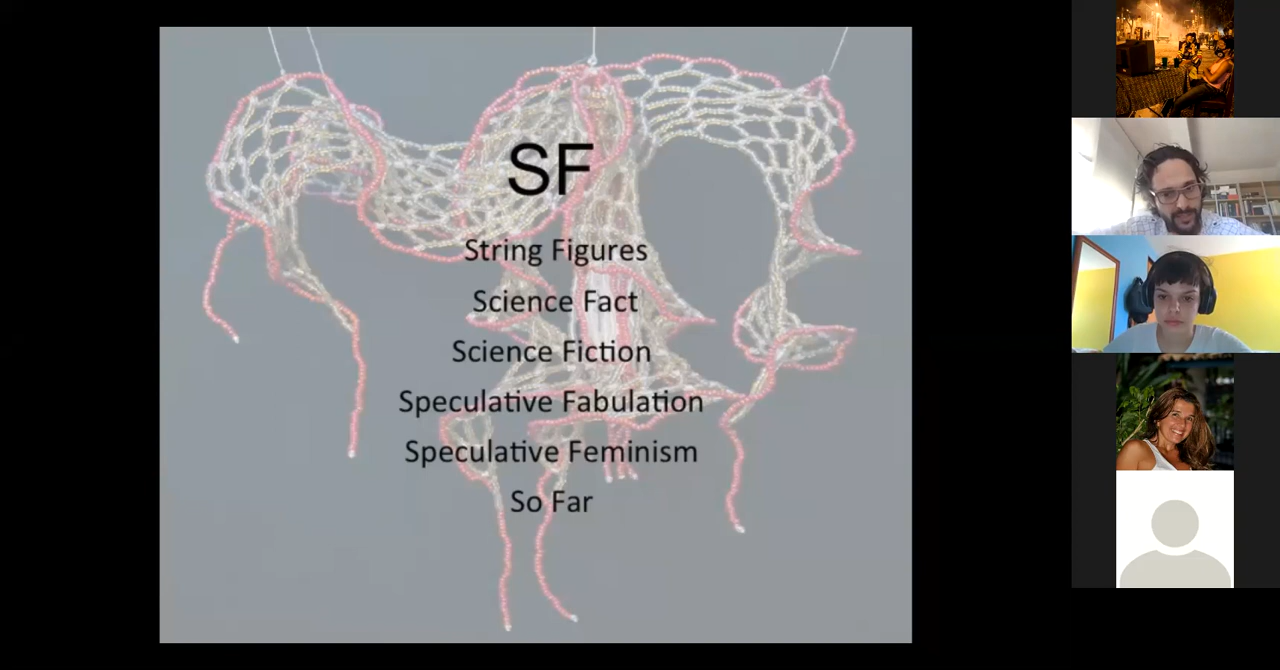 SF
String Figures
Science Fact
Science Fiction
Speculative Fabulation
Speculative Feminism
So Far